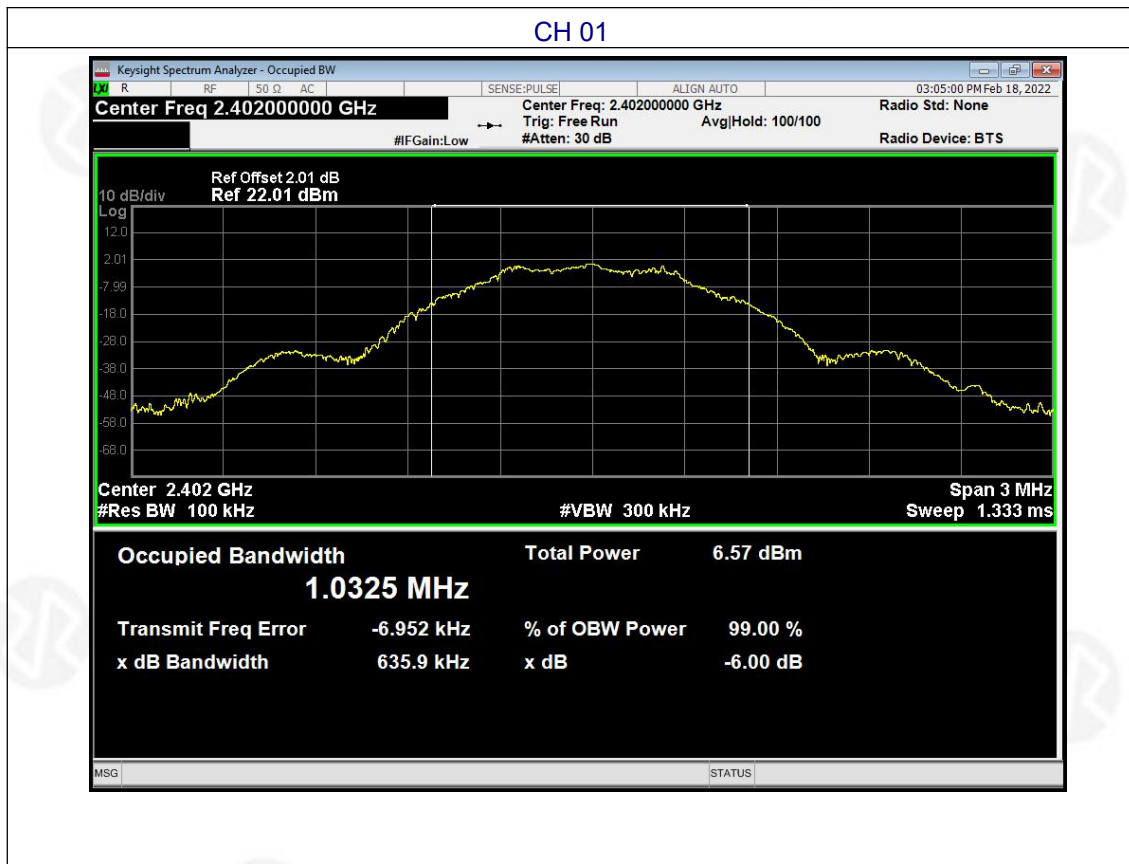 CH 01
Keysight Spectrum Analyzer - Occupied BW
LXI R RF 50 Ω AC SENSE:PULSE ALIGN AUTO 03:05:00 PM Feb 18, 2022
Center Freq 2.402000000 GHz Center Freq: 2.402000000 GHz Radio Std: None
Trig: Free Run Avg|Hold: 100/100
#IFGain:Low #Atten: 30 dB Radio Device: BTS
Ref Offset 2.01 dB
10 dB/div Ref 22.01 dBm
Log
12.0
2.01
-7.99
-18.0
-28.0
-38.0
-48.0
-58.0
-68.0
Center 2.402 GHz Span 3 MHz
#Res BW 100 kHz #VBW 300 kHz Sweep 1.333 ms
Occupied Bandwidth Total Power 6.57 dBm
1.0325 MHz
Transmit Freq Error -6.952 kHz % of OBW Power 99.00 %
x dB Bandwidth 635.9 kHz x dB -6.00 dB
MSG STATUS